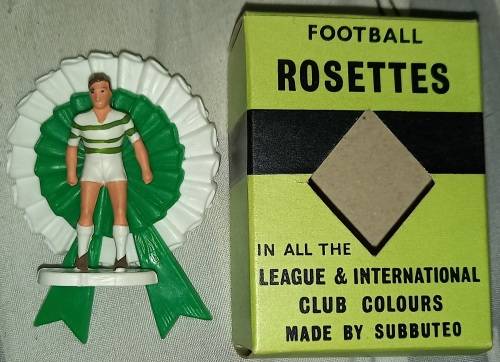 FOOTBALL
ROSETTES
IN ALL THE
LEAGUE & INTERNATIONAL
CLUB COLOURS
MADE BY SUBBUTEO